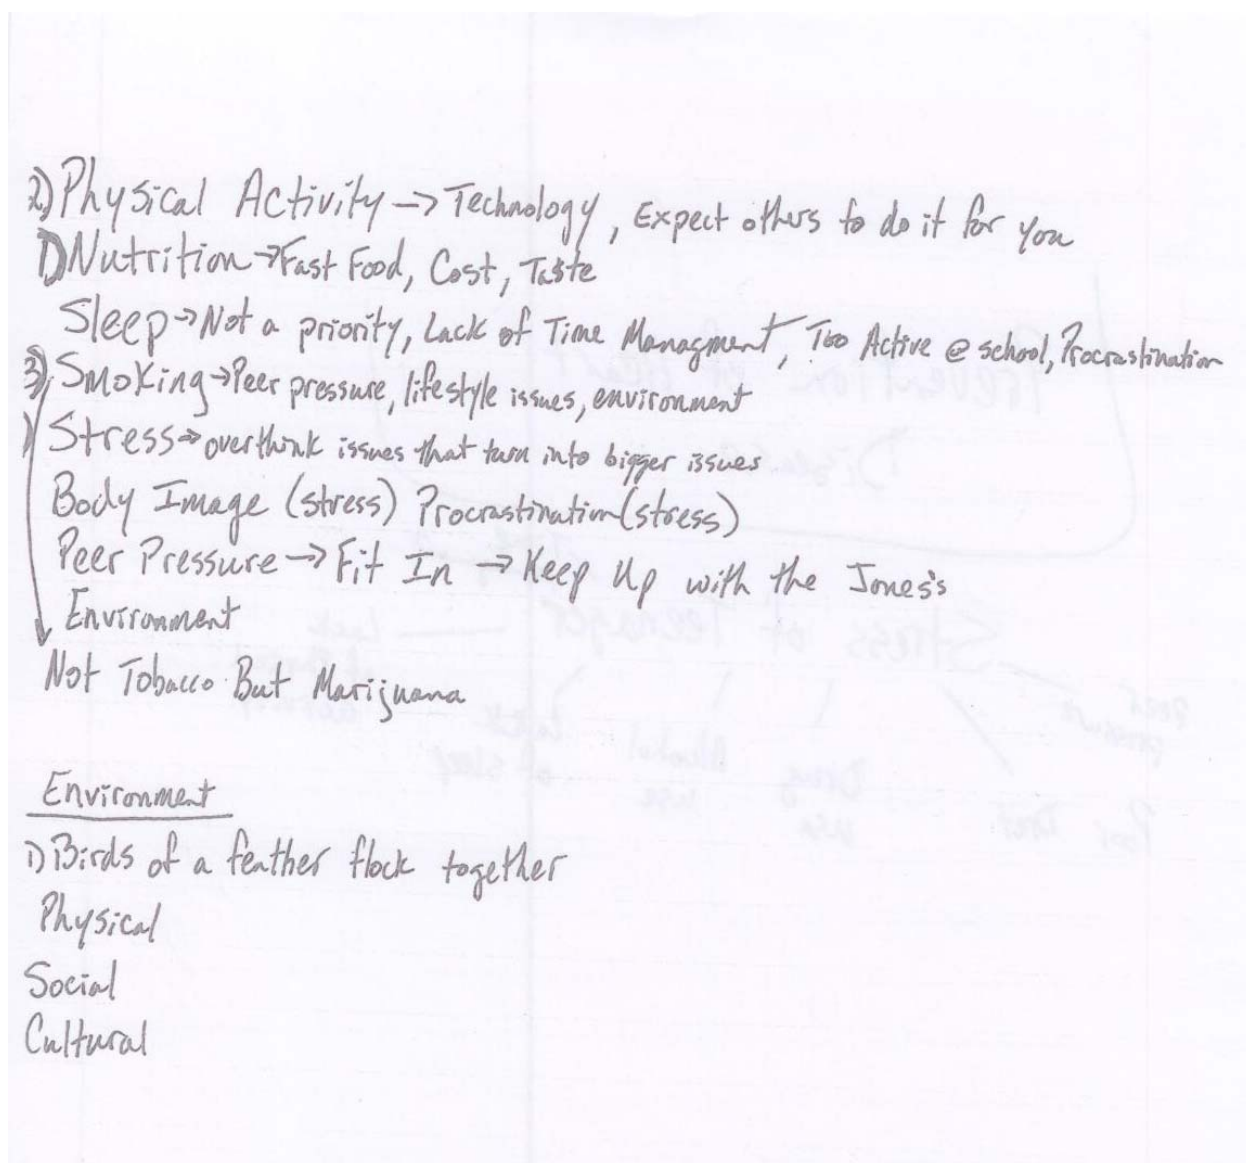 2) Physical Activity → Technology, Expect others to do it for you
1) Nutrition → Fast Food, Cost, Taste
Sleep → Not a priority, Lack of Time Managment, Too Active @ school, Procrastination
3) Smoking → Peer pressure, lifestyle issues, environment
1) Stress → overthink issues that turn into bigger issues
Body Image (stress) Procrastination (stress)
Peer Pressure → Fit In → Keep Up with the Jones's
Environment
Not Tobacco But Marijuana
Environment
1) Birds of a feather flock together
Physical
Social
Cultural